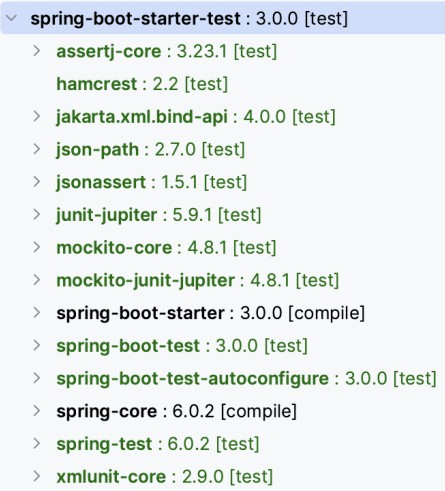 spring-boot-starter-test : 3.0.0 [test]
assertj-core : 3.23.1 [test]
hamcrest : 2.2 [test]
jakarta.xml.bind-api : 4.0.0 [test]
json-path : 2.7.0 [test]
jsonassert : 1.5.1 [test]
junit-jupiter : 5.9.1 [test]
mockito-core : 4.8.1 [test]
mockito-junit-jupiter : 4.8.1 [test]
spring-boot-starter : 3.0.0 [compile]
spring-boot-test : 3.0.0 [test]
spring-boot-test-autoconfigure : 3.0.0 [test]
spring-core : 6.0.2 [compile]
spring-test : 6.0.2 [test]
xmlunit-core : 2.9.0 [test]